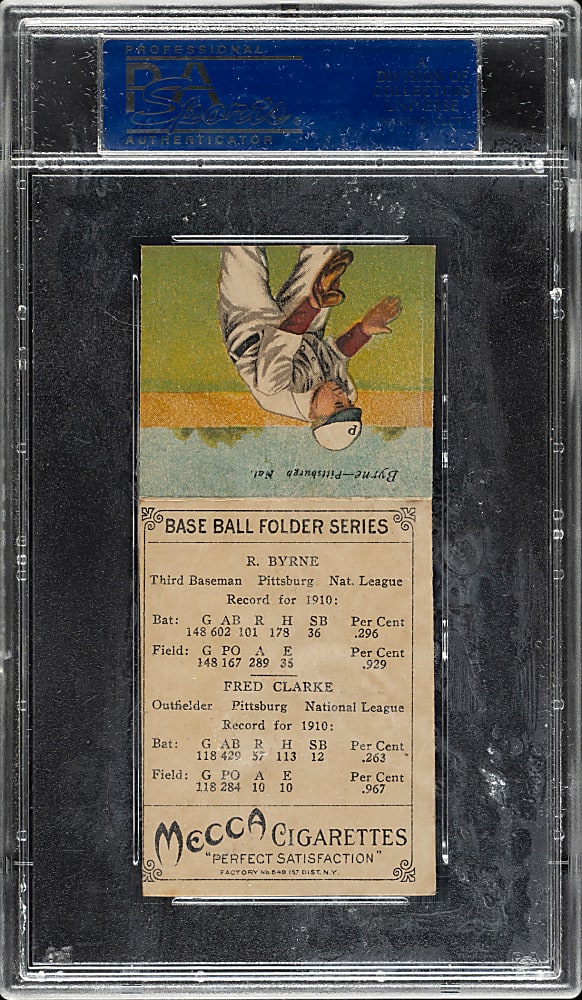 PROFESSIONAL
PSA
Sports
AUTHENTICATOR
A
DIVISION OF
COLLECTORS
UNIVERSE
P
Byrne—Pittsburgh Nat.
BASE BALL FOLDER SERIES
R. BYRNE
Third Baseman Pittsburg Nat. League
Record for 1910:
Bat: G AB R H SB Per Cent
148 602 101 178 36 .296
Field: G PO A E Per Cent
148 167 289 35 .929
FRED CLARKE
Outfielder Pittsburg National League
Record for 1910:
Bat: G AB R H SB Per Cent
118 429 57 113 12 .263
Field: G PO A E Per Cent
118 284 10 10 .967
MECCA CIGARETTES
"PERFECT SATISFACTION"
FACTORY No. 649 1ST DIST. N.Y.